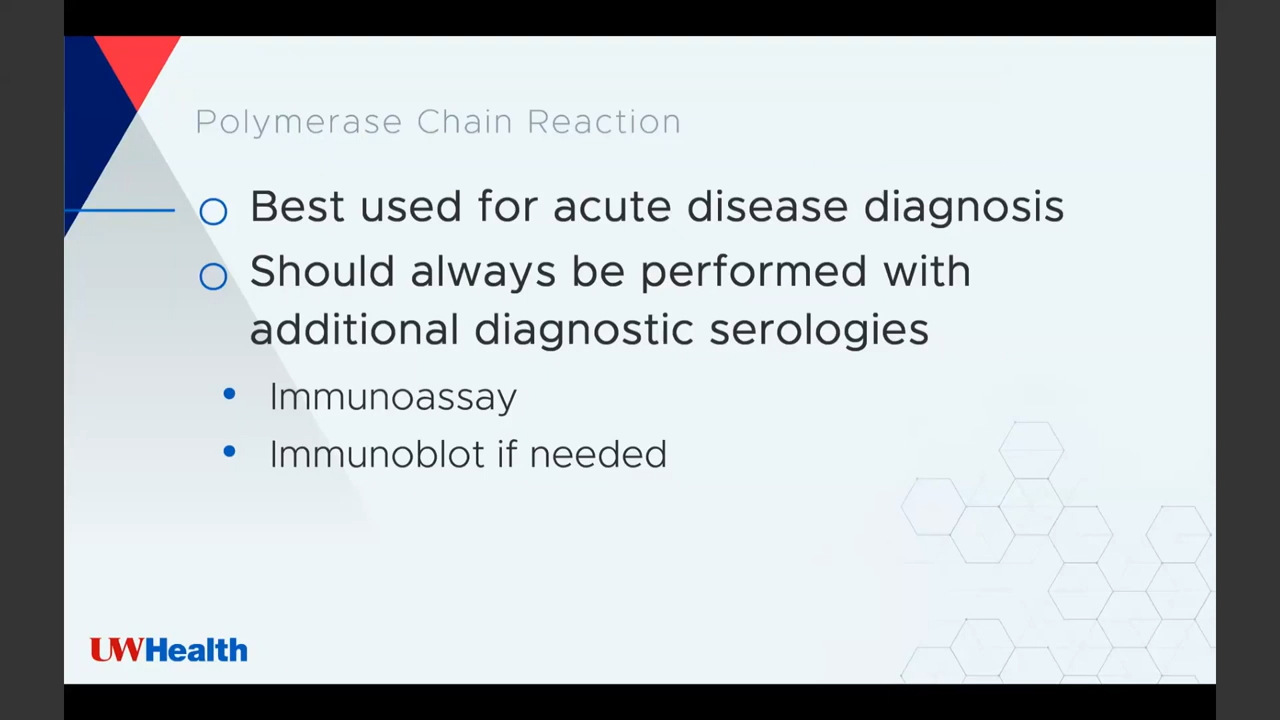 Polymerase Chain Reaction
Best used for acute disease diagnosis
Should always be performed with
additional diagnostic serologies
Immunoassay
Immunoblot if needed
UWHealth